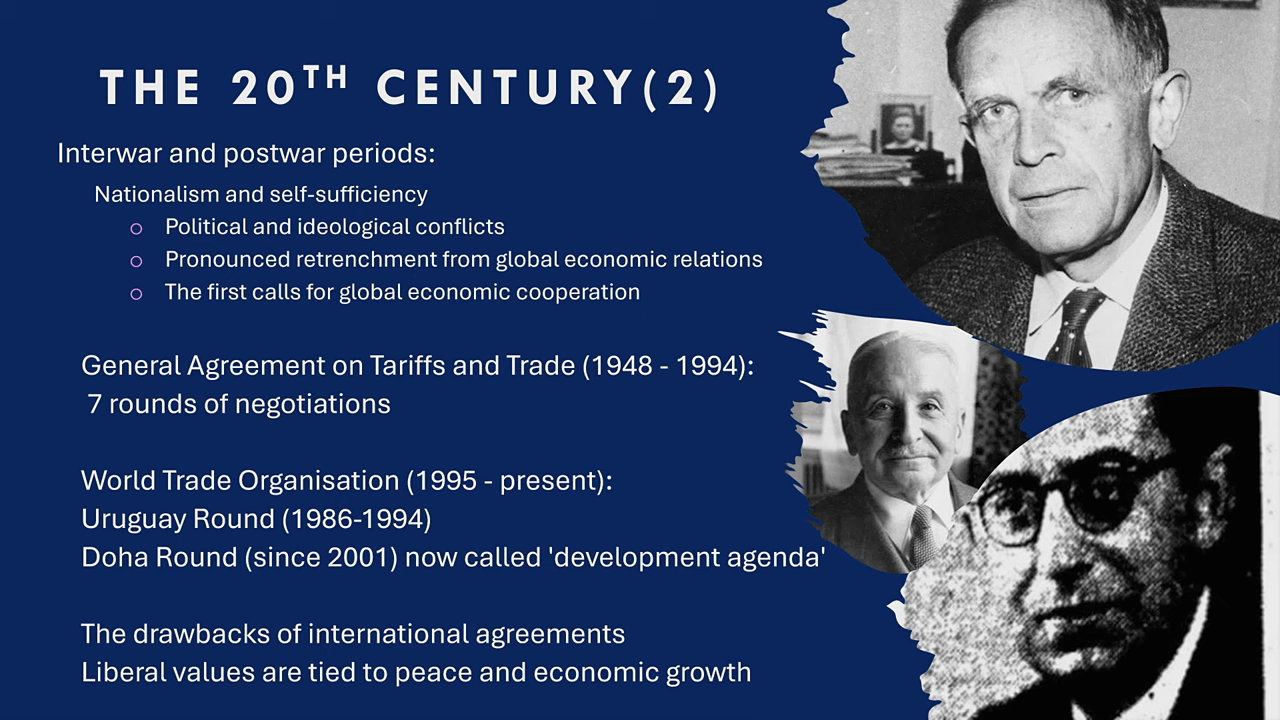 THE 20TH CENTURY(2)
Interwar and postwar periods:
Nationalism and self-sufficiency
o Political and ideological conflicts
o Pronounced retrenchment from global economic relations
o The first calls for global economic cooperation
General Agreement on Tariffs and Trade (1948 - 1994):
7 rounds of negotiations
World Trade Organisation (1995 - present):
Uruguay Round (1986-1994)
Doha Round (since 2001) now called 'development agenda'
The drawbacks of international agreements
Liberal values are tied to peace and economic growth